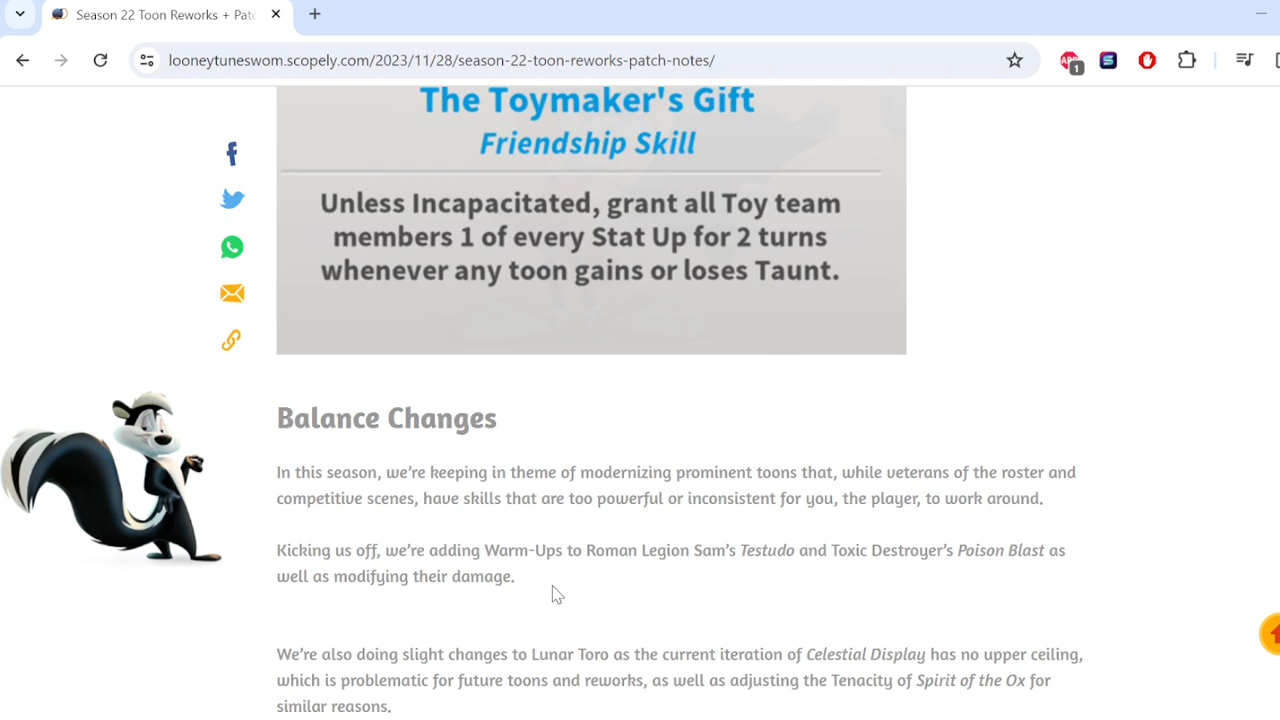 Season 22 Toon Reworks + Patc
looneytuneswom.scopely.com/2023/11/28/season-22-toon-reworks-patch-notes/
1
The Toymaker's Gift
Friendship Skill
Unless Incapacitated, grant all Toy team
members 1 of every Stat Up for 2 turns
whenever any toon gains or loses Taunt.
Balance Changes
In this season, we’re keeping in theme of modernizing prominent toons that, while veterans of the roster and
competitive scenes, have skills that are too powerful or inconsistent for you, the player, to work around.
Kicking us off, we’re adding Warm-Ups to Roman Legion Sam’s Testudo and Toxic Destroyer’s Poison Blast as
well as modifying their damage.
We’re also doing slight changes to Lunar Toro as the current iteration of Celestial Display has no upper ceiling,
which is problematic for future toons and reworks, as well as adjusting the Tenacity of Spirit of the Ox for
similar reasons.